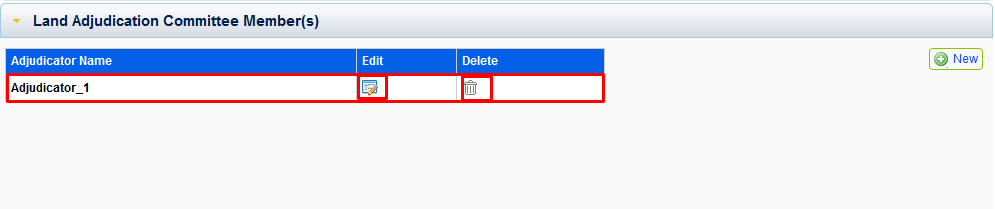 Land Adjudication Committee Member(s)
Adjudicator Name Edit Delete
New
Adjudicator_1